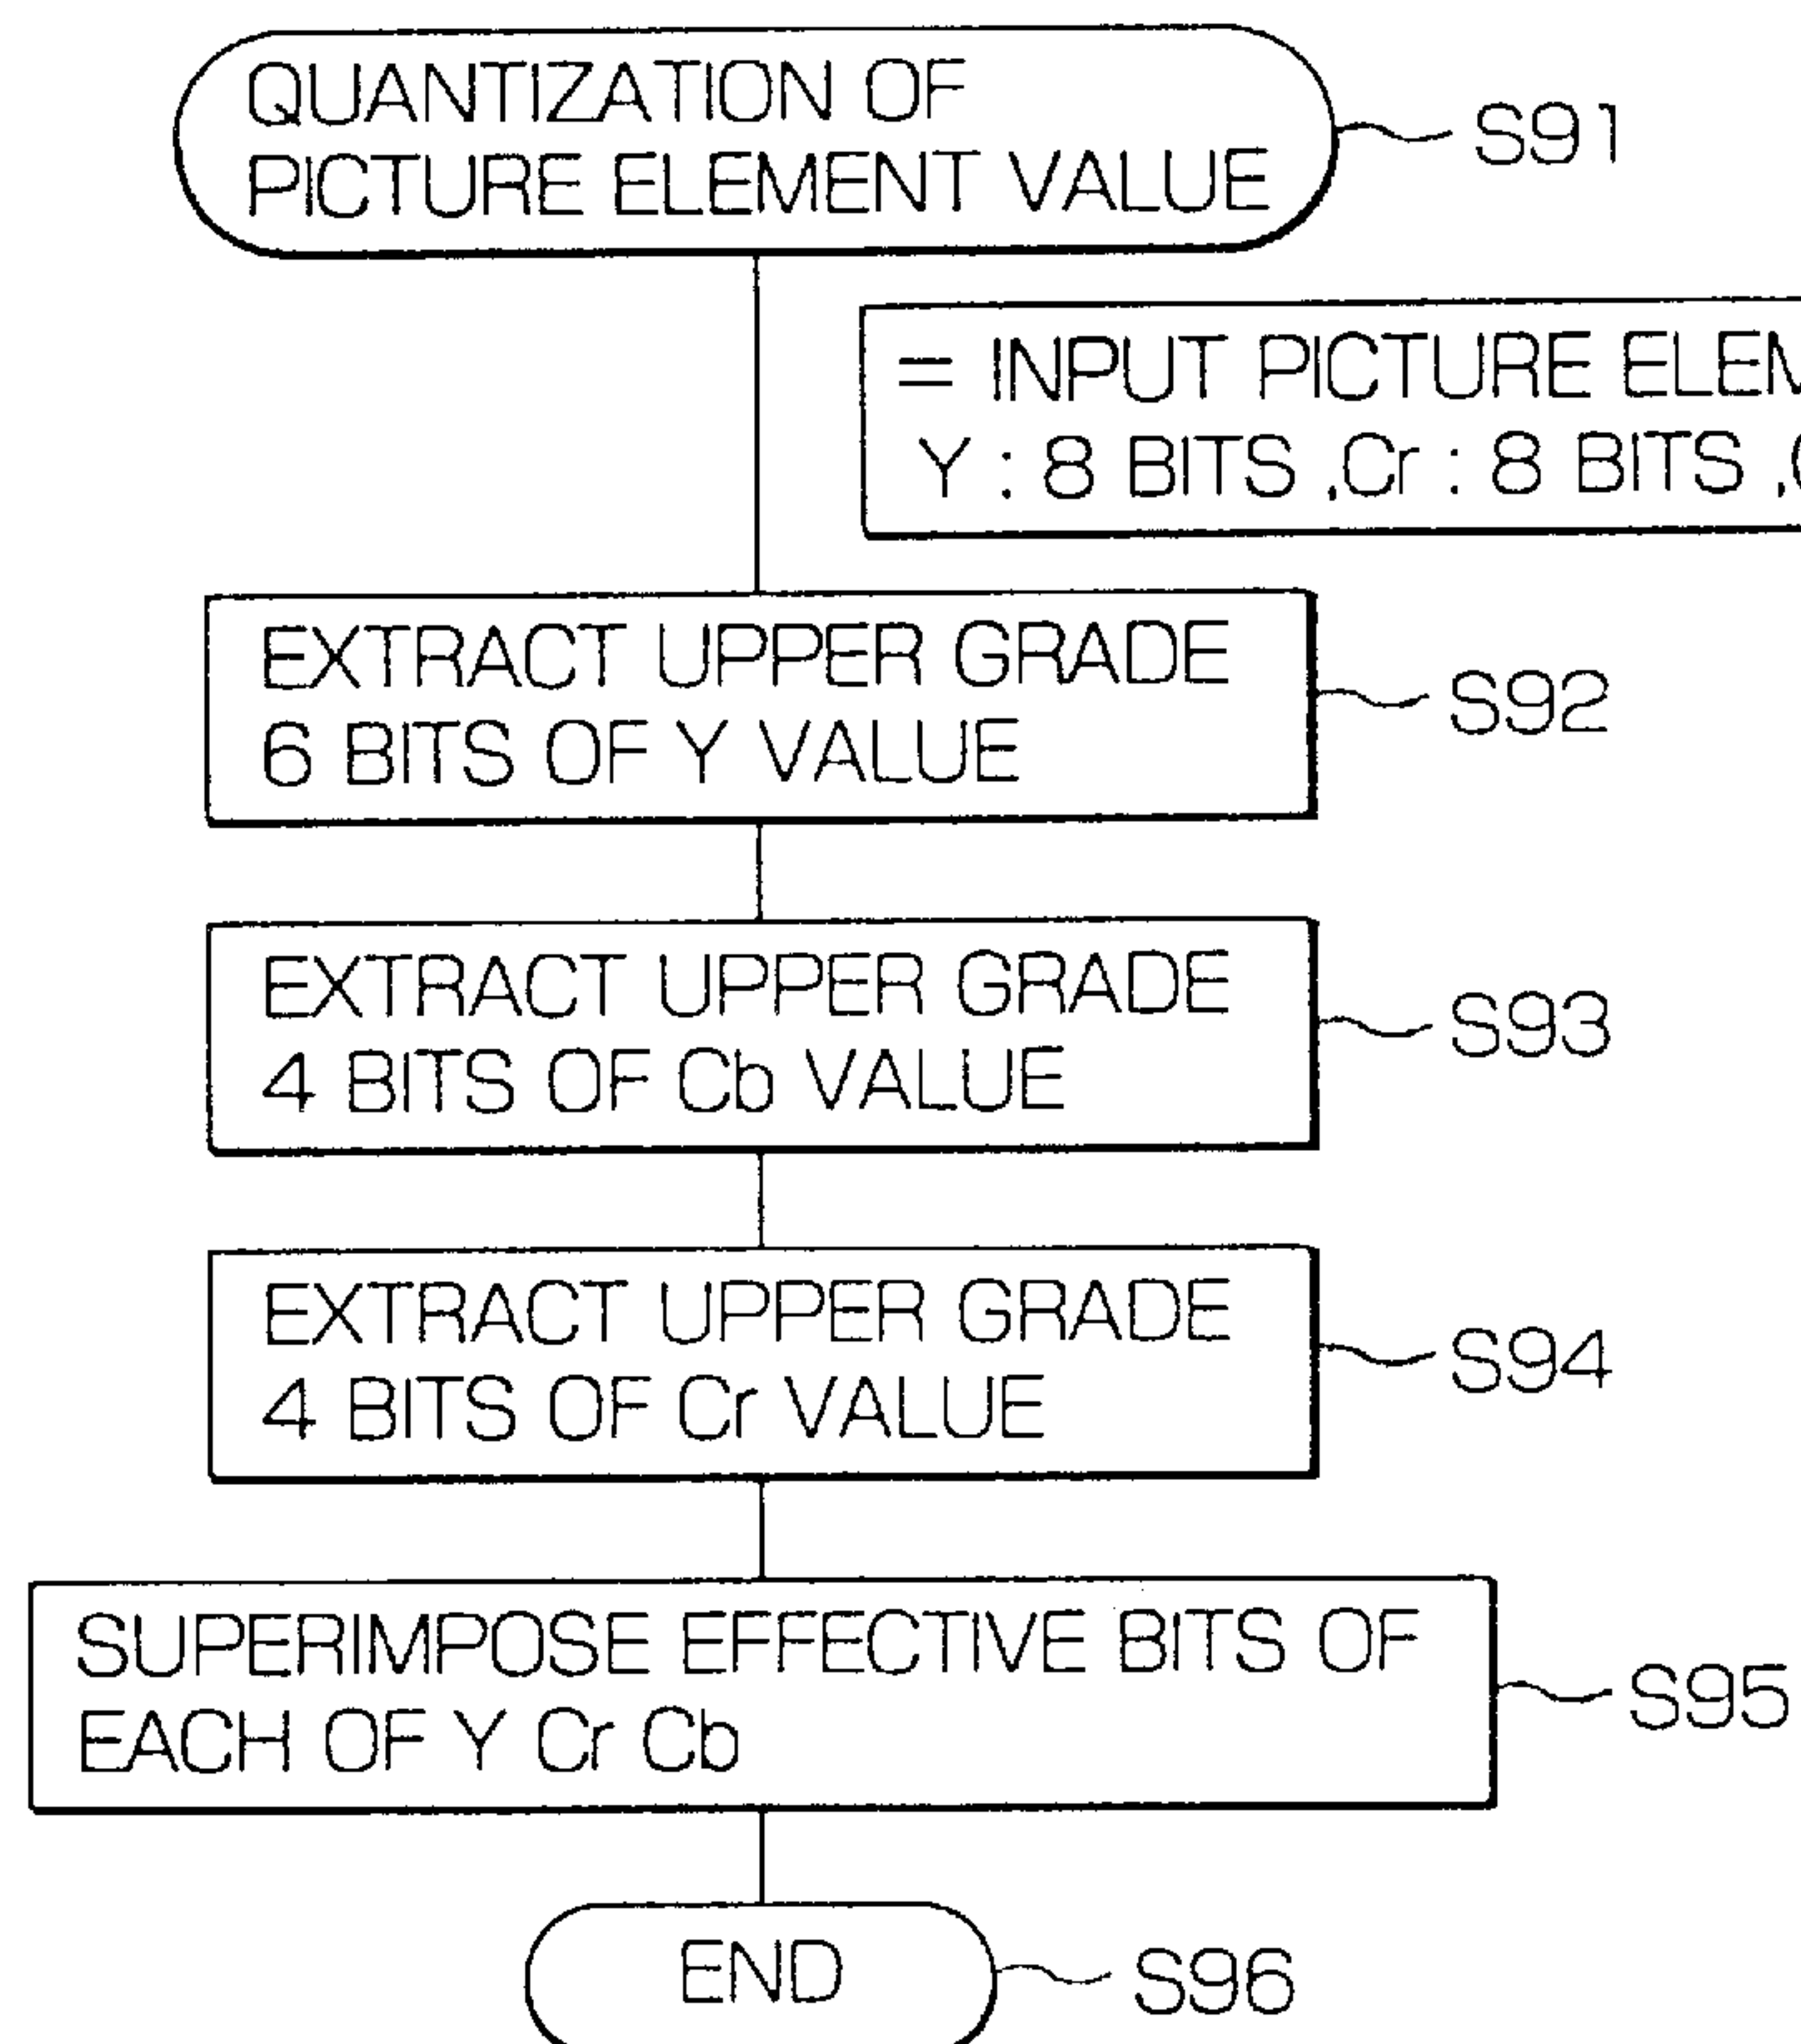 QUANTIZATION OF
PICTURE ELEMENT VALUE
S91
= INPUT PICTURE
Y : 8 BITS ,Cr : 8 BITS ,
EXTRACT UPPER GRADE
6 BITS OF Y VALUE
S92
EXTRACT UPPER GRADE
4 BITS OF Cb VALUE
S93
EXTRACT UPPER GRADE
4 BITS OF Cr VALUE
S94
SUPERIMPOSE EFFECTIVE BITS OF
EACH OF Y Cr Cb
S95
END
S96